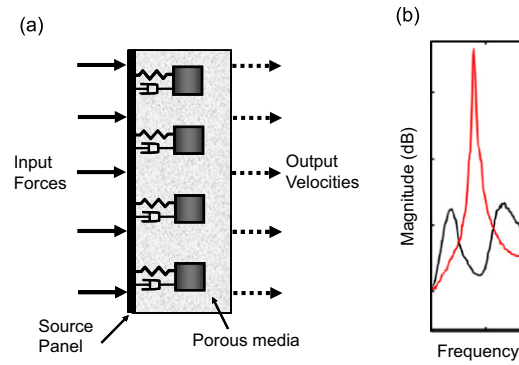 (a)
Input
Forces
Output
Velocities
Source
Panel
Porous media
(b)
Magnitude (dB)
Frequency